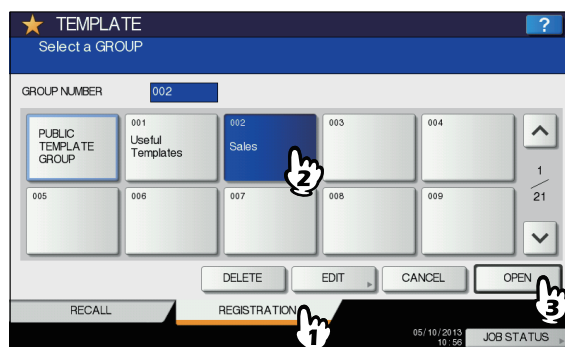 TEMPLATE
?
Select a GROUP
GROUP NUMBER
002
PUBLIC
TEMPLATE
GROUP
001
Useful
Templates
002
Sales
003
004
1
21
005
006
007
008
009
2
DELETE
EDIT
CANCEL
OPEN
3
RECALL
REGISTRATION
1
05/10/2013
10:56
JOB STATUS